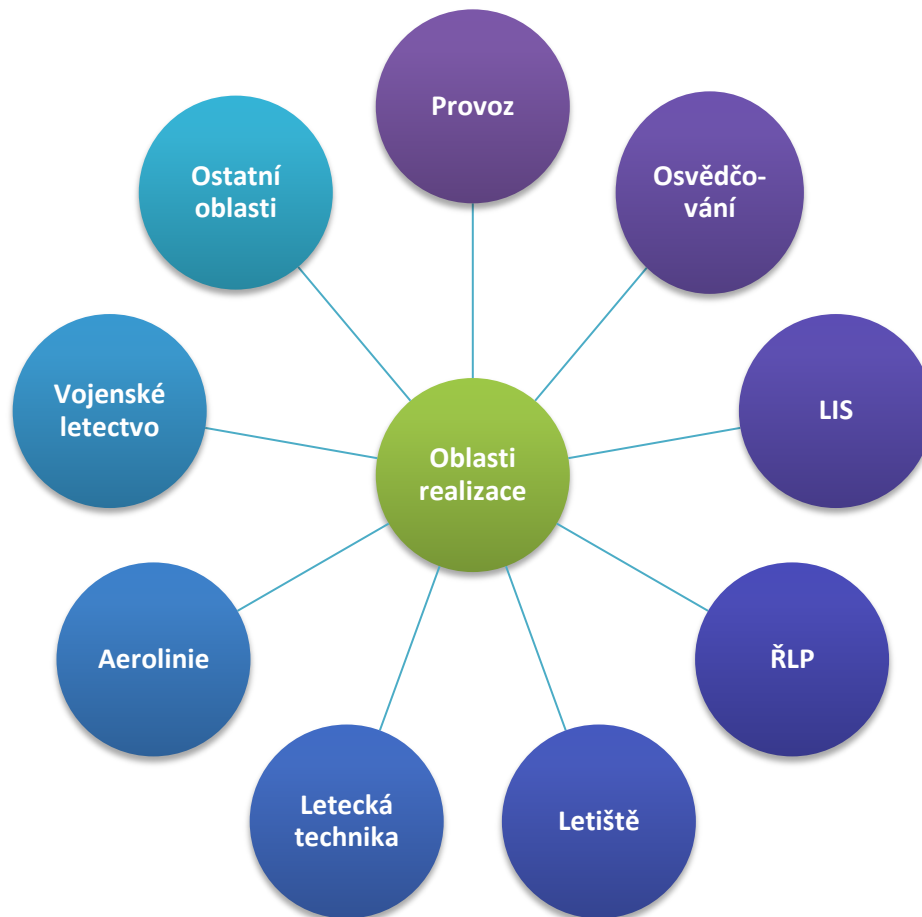 Provoz
Osvědčo-
vání
LIS
ŘLP
Letiště
Letecká
technika
Aerolinie
Vojenské
letectvo
Ostatní
oblasti
Oblasti
realizace